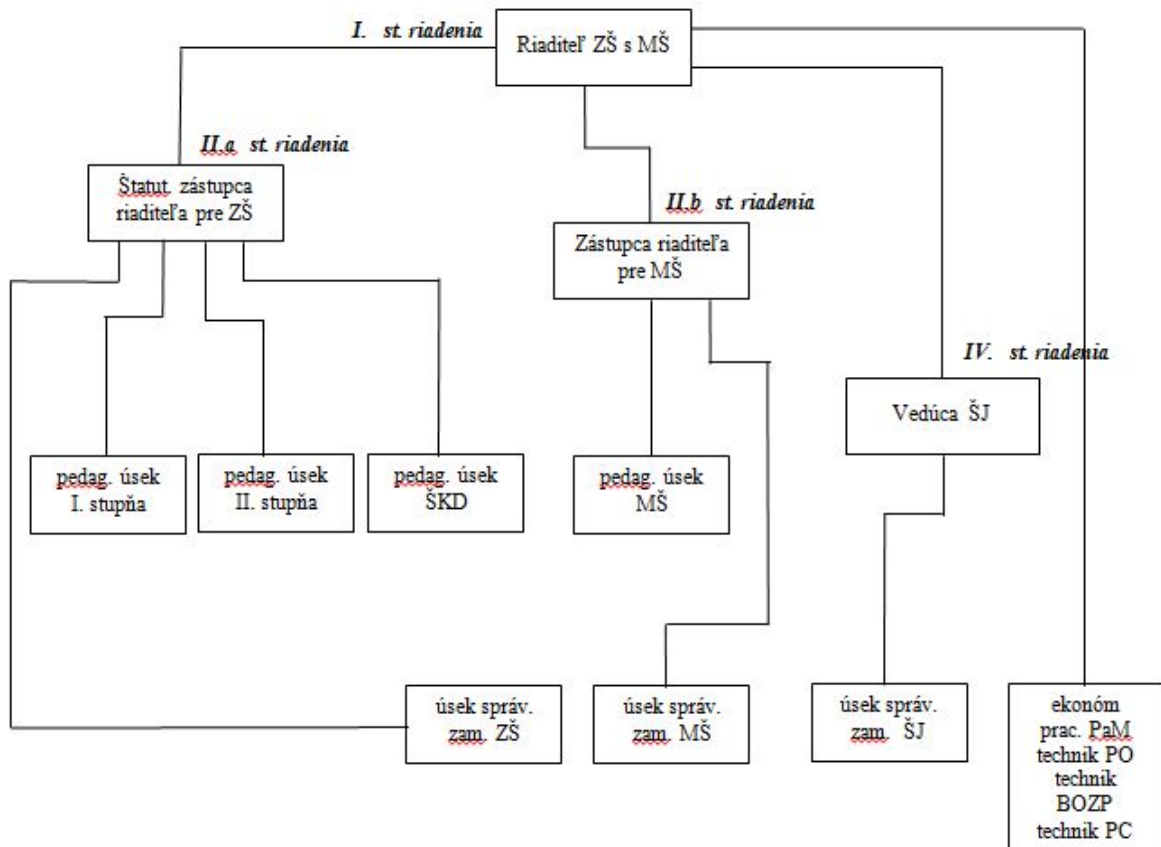 I. st. riadenia
Riaditeľ ZŠ s MŠ
II.a st. riadenia
Štatut. zástupca
riaditeľa pre ZŠ
II.b st. riadenia
Zástupca riaditeľa
pre MŠ
IV. st. riadenia
Vedúca ŠJ
pedag. úsek
I. stupňa
pedag. úsek
II. stupňa
pedag. úsek
ŠKD
pedag. úsek
MŠ
úsek správ.
zam. ZŠ
úsek správ.
zam. MŠ
úsek správ.
zam. ŠJ
ekonóm
prac. PaM
technik PO
technik
BOZP
technik PC